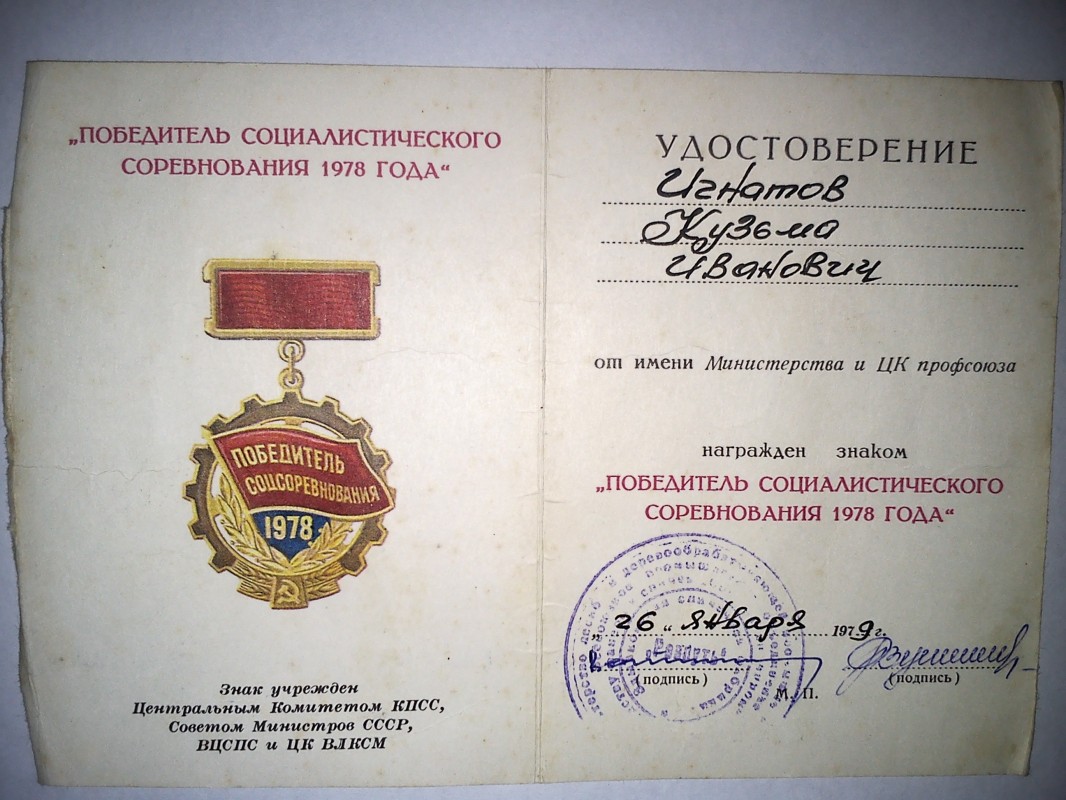 „ПОБЕДИТЕЛЬ СОЦИАЛИСТИЧЕСКОГО
СОРЕВНОВАНИЯ 1978 ГОДА“
ПОБЕДИТЕЛЬ
СОЦСОРЕВНОВАНИЯ
1978
Знак учрежден
Центральным Комитетом КПСС,
Советом Министров СССР,
ВЦСПС и ЦК ВЛКСМ
УДОСТОВЕРЕНИЕ
Игнатов
Кузьма
Иванович
от имени Министерства и ЦК профсоюза
награжден знаком
„ПОБЕДИТЕЛЬ СОЦИАЛИСТИЧЕСКОГО
СОРЕВНОВАНИЯ 1978 ГОДА“
„26„ января 1979 г.
(подпись) М. П. (подпись)